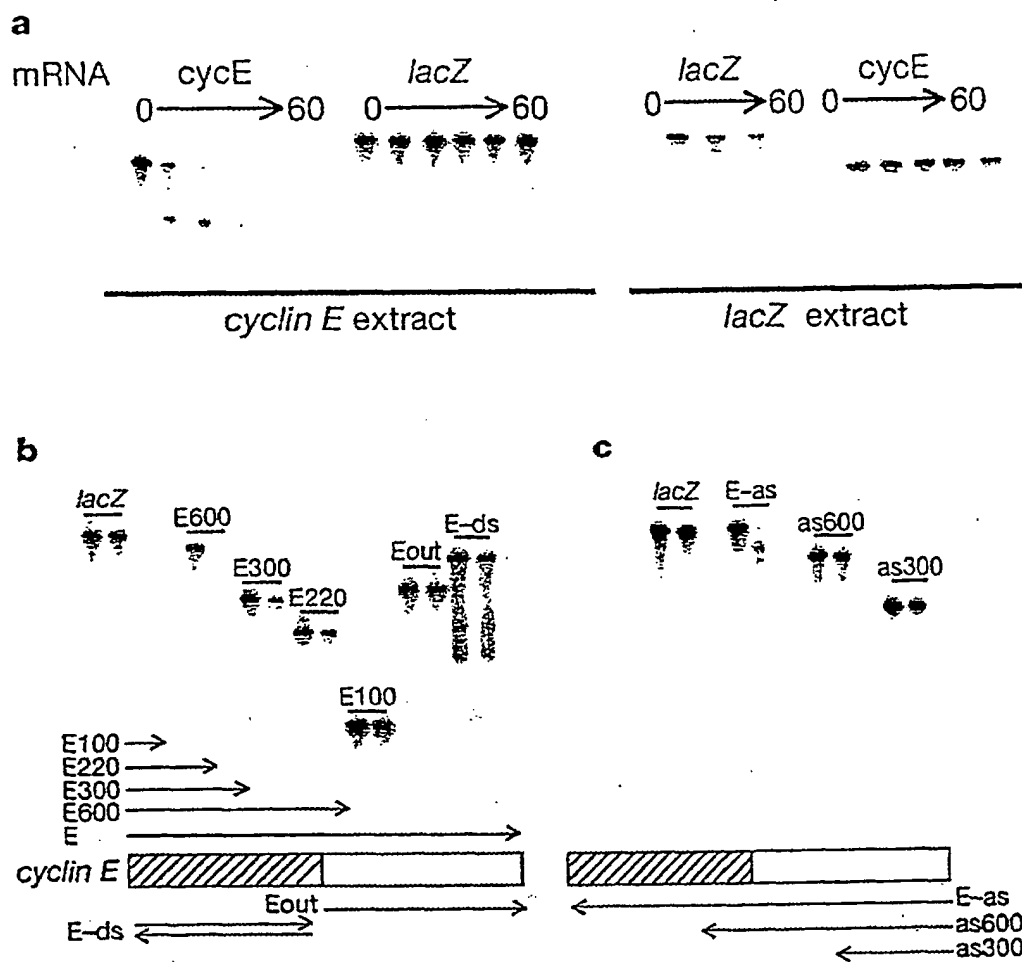 a
mRNA cycE lacZ lacZ cycE
0 60 0 60 0 60 0 60
cyclin E extract lacZ extract
b c
lacZ E600 E300 E220 E100 Eout E-ds
lacZ E-as as600 as300
E100
E220
E300
E600
E
cyclin E
Eout
E-ds
E-as
as600
as300